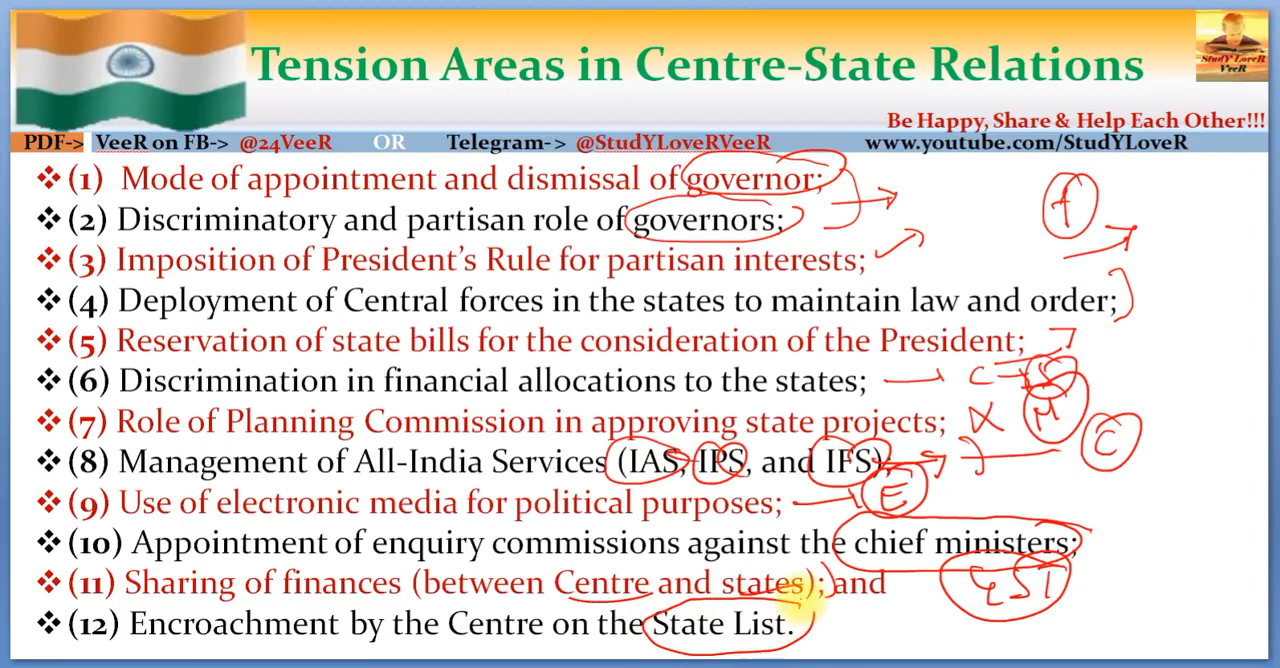 Tension Areas in Centre-State Relations
StudY LoveR
VeeR
Be Happy, Share & Help Each Other!!!
PDF-> VeeR on FB-> @24VeeR OR Telegram-> @StudYLoveRVeeR www.youtube.com/StudYLoveR
❖ (1) Mode of appointment and dismissal of governor;
❖ (2) Discriminatory and partisan role of governors;
❖ (3) Imposition of President's Rule for partisan interests;
❖ (4) Deployment of Central forces in the states to maintain law and order;
❖ (5) Reservation of state bills for the consideration of the President;
❖ (6) Discrimination in financial allocations to the states; C S
❖ (7) Role of Planning Commission in approving state projects; M C
❖ (8) Management of All-India Services (IAS, IPS, and IFS);
❖ (9) Use of electronic media for political purposes; E
❖ (10) Appointment of enquiry commissions against the chief ministers;
❖ (11) Sharing of finances (between Centre and states); and GST
❖ (12) Encroachment by the Centre on the State List.